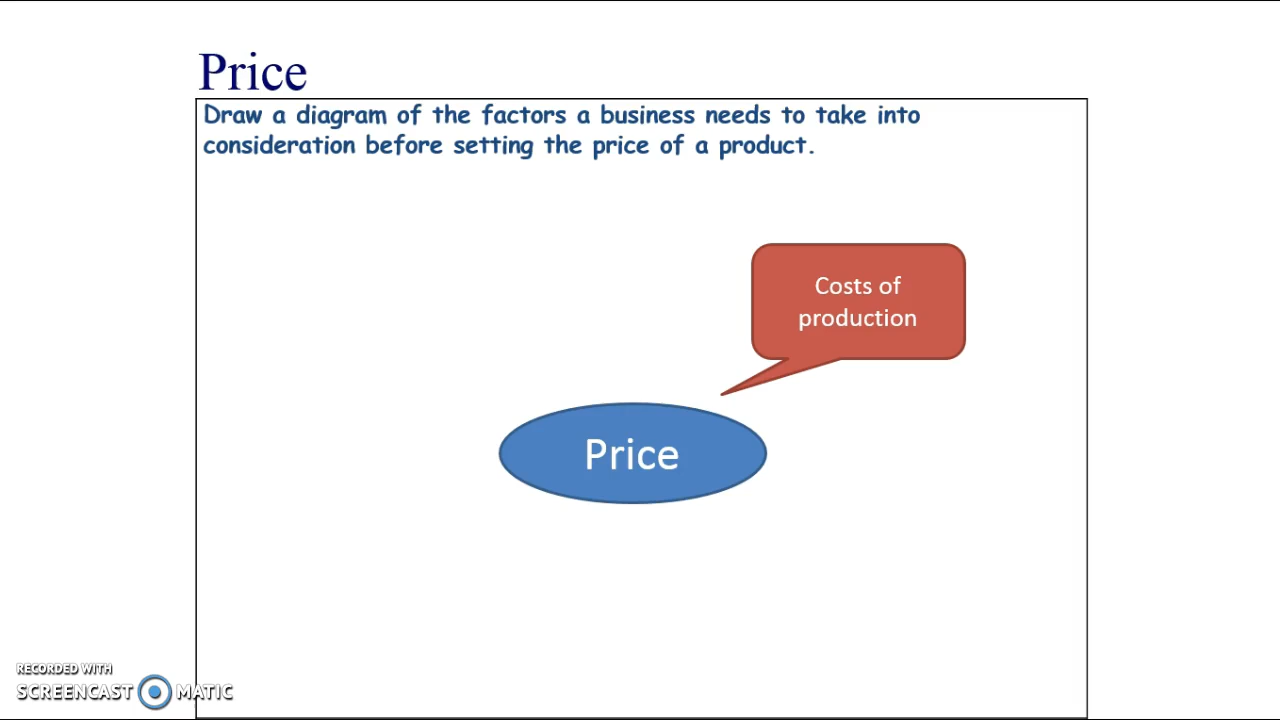 Price
Draw a diagram of the factors a business needs to take into
consideration before setting the price of a product.
Costs of
production
Price
RECORDED WITH
SCREENCAST MATIC